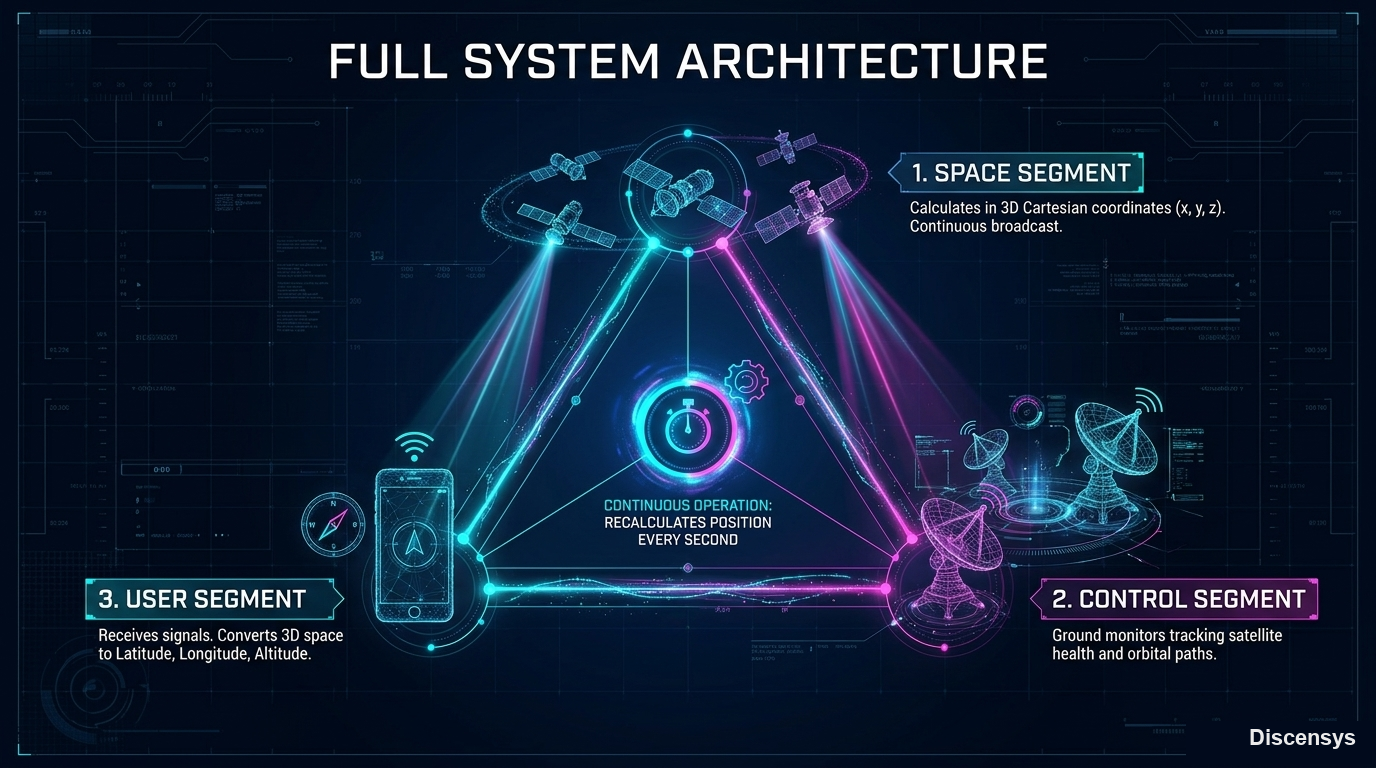 FULL SYSTEM ARCHITECTURE
1. SPACE SEGMENT
Calculates in 3D Cartesian coordinates (x, y, z).
Continuous broadcast.
CONTINUOUS OPERATION:
RECALCULATES POSITION
EVERY SECOND
3. USER SEGMENT
Receives signals. Converts 3D space
to Latitude, Longitude, Altitude.
2. CONTROL SEGMENT
Ground monitors tracking satellite
health and orbital paths.
Discensys